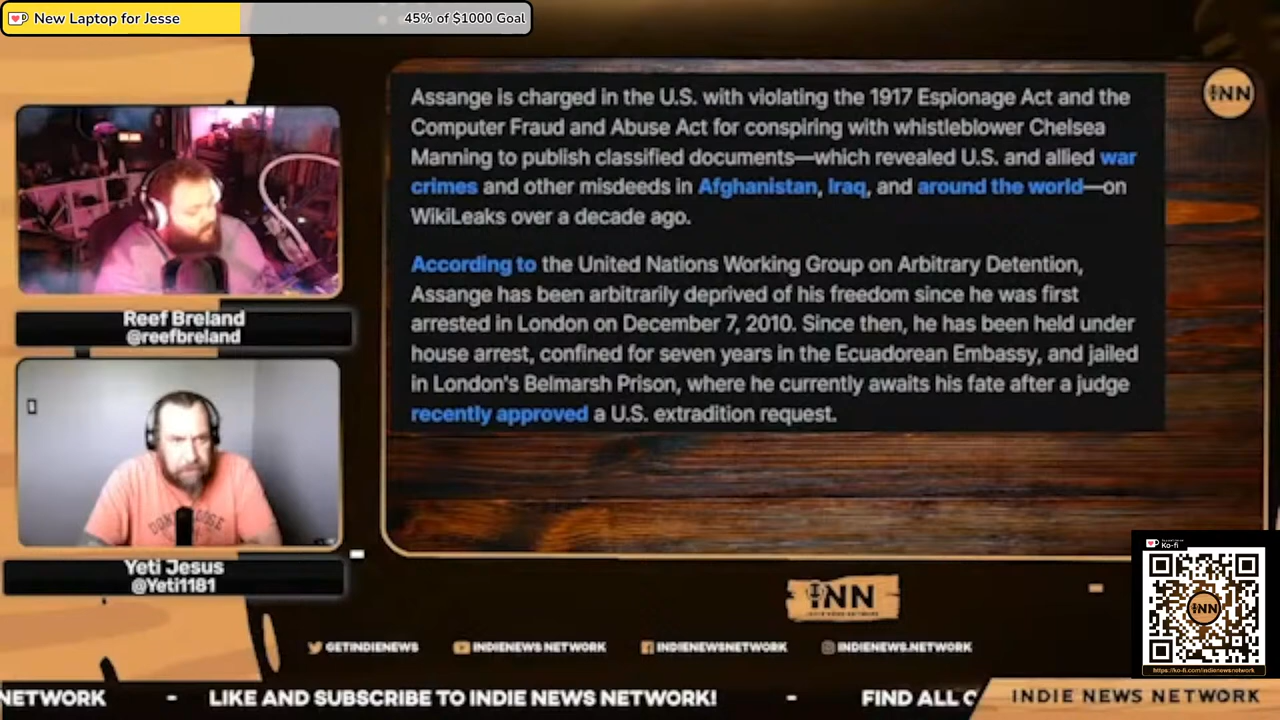 New Laptop for Jesse
45% of $1000 Goal
INN
Assange is charged in the U.S. with violating the 1917 Espionage Act and the
Computer Fraud and Abuse Act for conspiring with whistleblower Chelsea
Manning to publish classified documents—which revealed U.S. and allied war
crimes and other misdeeds in Afghanistan, Iraq, and around the world—on
WikiLeaks over a decade ago.
According to the United Nations Working Group on Arbitrary Detention,
Assange has been arbitrarily deprived of his freedom since he was first
arrested in London on December 7, 2010. Since then, he has been held under
house arrest, confined for seven years in the Ecuadorean Embassy, and jailed
in London's Belmarsh Prison, where he currently awaits his fate after a judge
recently approved a U.S. extradition request.
Reef Breland
@reefbreland
Yeti Jesus
@Yeti1181
INN
Ko-fi
INN
https://ko-fi.com/indienewsnetwork
GETINDIENEWS
INDIENEWS NETWORK
INDIENEWSNETWORK
INDIENEWS.NETWORK
NETWORK - LIKE AND SUBSCRIBE TO INDIE NEWS NETWORK! - FIND ALL
INDIE NEWS NETWORK